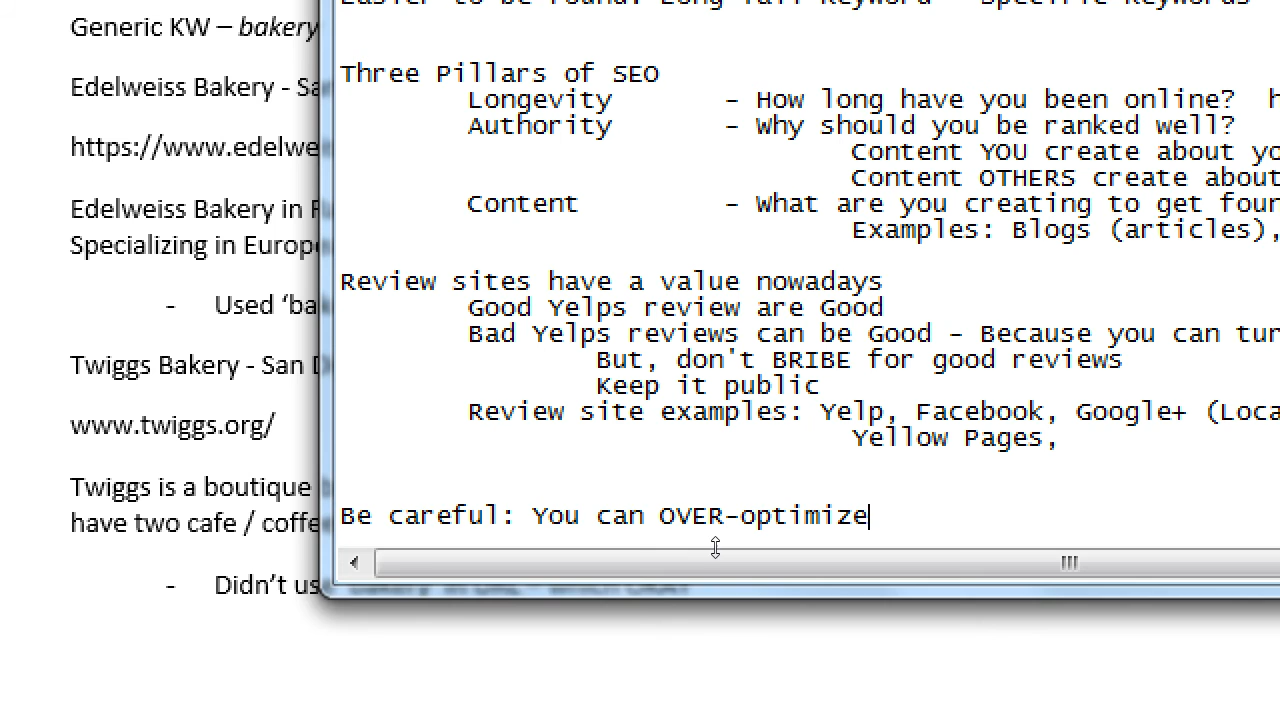 Generic KW – bakery
Edelweiss Bakery - Sa
https://www.edelwe
Edelweiss Bakery in
Specializing in Europe
- Used ‘ba
Twiggs Bakery - San D
www.twiggs.org/
Twiggs is a boutique
have two cafe / coffe
- Didn’t us
Three Pillars of SEO
Longevity - How long have you been online? h
Authority - Why should you be ranked well?
Content YOU create about yo
Content OTHERS create about
Content - What are you creating to get foun
Examples: Blogs (articles),
Review sites have a value nowadays
Good Yelps review are Good
Bad Yelps reviews can be Good - Because you can tur
But, don't BRIBE for good reviews
Keep it public
Review site examples: Yelp, Facebook, Google+ (Loca
Yellow Pages,
Be careful: You can OVER-optimize